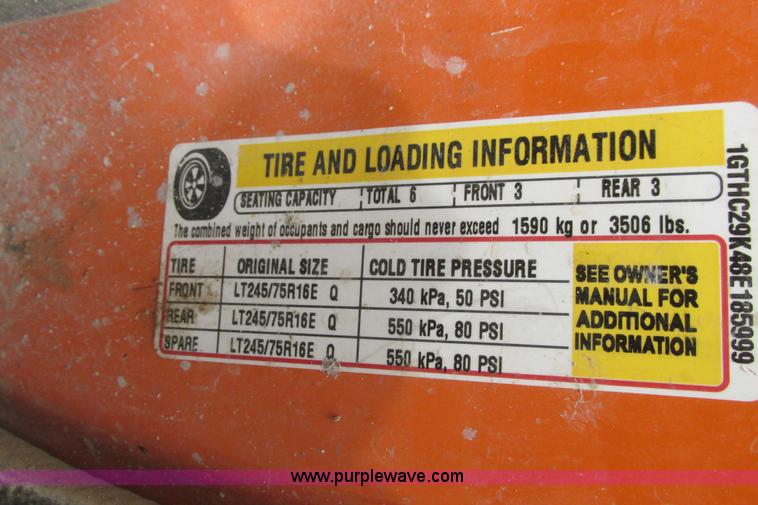 TIRE AND LOADING INFORMATION
SEATING CAPACITY TOTAL 6 FRONT 3 REAR 3
The combined weight of occupants and cargo should never exceed 1590 kg or 3506 lbs.
TIRE ORIGINAL SIZE COLD TIRE PRESSURE
FRONT LT245/75R16E Q 340 kPa, 50 PSI
REAR LT245/75R16E Q 550 kPa, 80 PSI
SPARE LT245/75R16E Q 550 kPa, 80 PSI
SEE OWNER'S
MANUAL FOR
ADDITIONAL
INFORMATION
1GTHC29K48E185999
www.purplewave.com